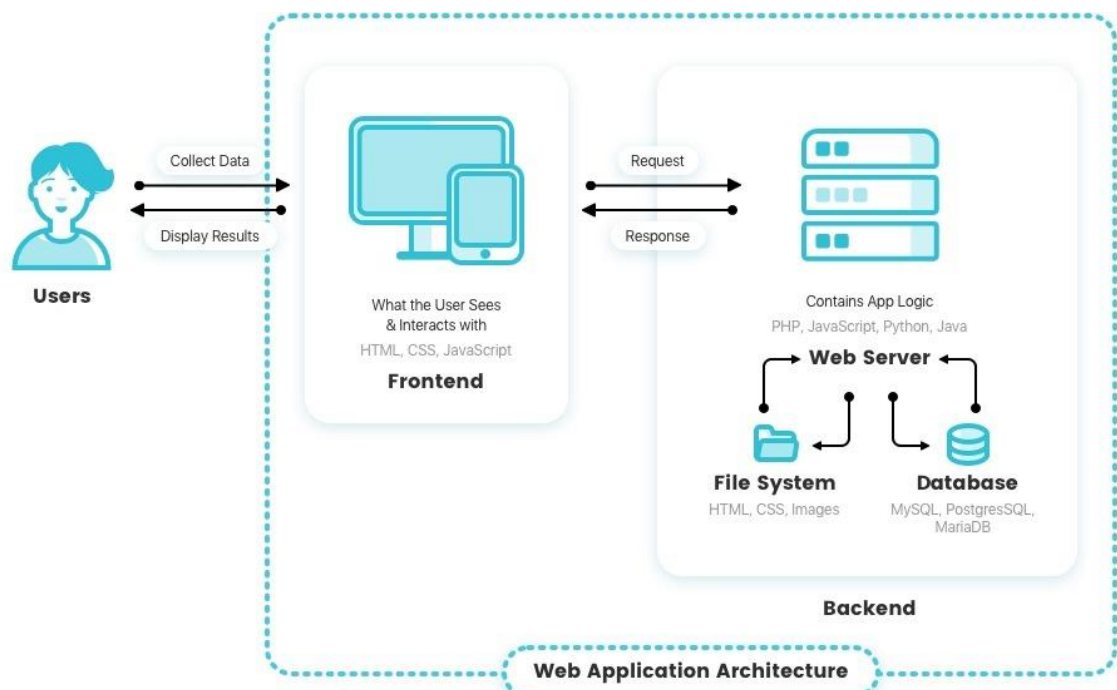 Collect Data
Display Results
Users
What the User Sees
& Interacts with
HTML, CSS, JavaScript
Frontend
Request
Response
Contains App Logic
PHP, JavaScript, Python, Java
Web Server
File System
HTML, CSS, Images
Database
MySQL, PostgresSQL,
MariaDB
Backend
Web Application Architecture